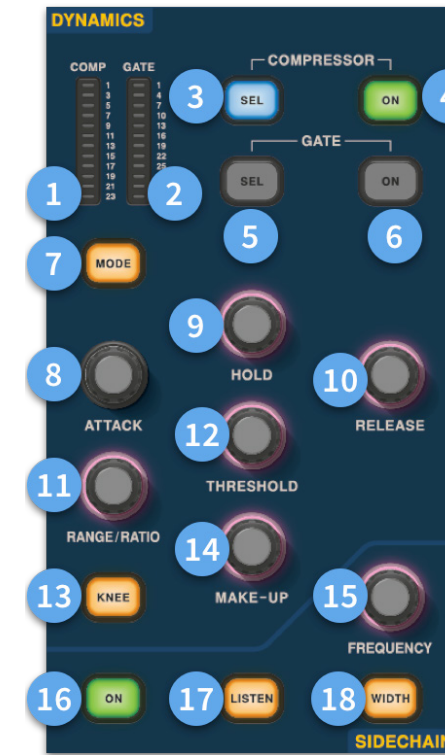 DYNAMICS
COMP GATE
COMPRESSOR
1 1
3 4
5 7
7 10
9 13
11 16
13 19
15 22
17 25
19
21
23
1
2
3
SEL
ON
4
GATE
SEL
ON
5
6
7
MODE
8
ATTACK
9
HOLD
10
RELEASE
11
RANGE/RATIO
12
THRESHOLD
13
KNEE
14
MAKE-UP
15
FREQUENCY
16
ON
17
LISTEN
18
WIDTH
SIDECHAIN